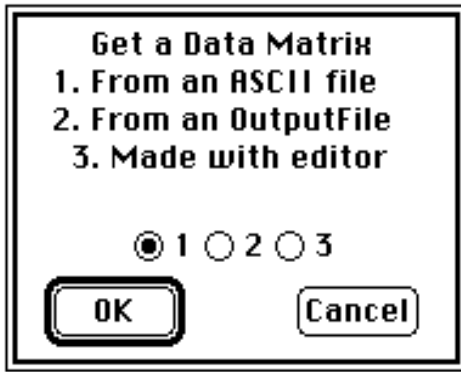 Get a Data Matrix
1. From an ASCII file
2. From an OutputFile
3. Made with editor
1 2 3
OK Cancel